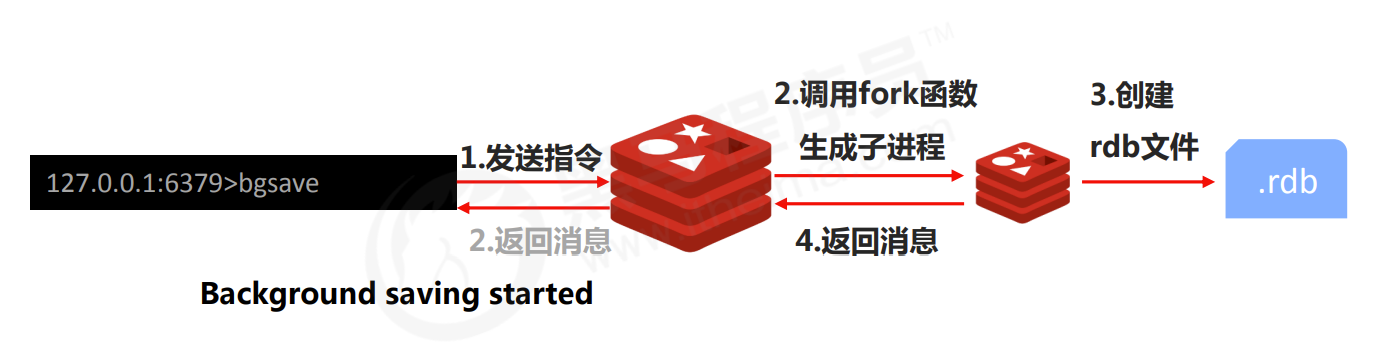 127.0.0.1:6379>bgsave
1.发送指令
2.返回消息
Background saving started
2.调用fork函数
生成子进程
4.返回消息
3.创建
rdb文件
.rdb